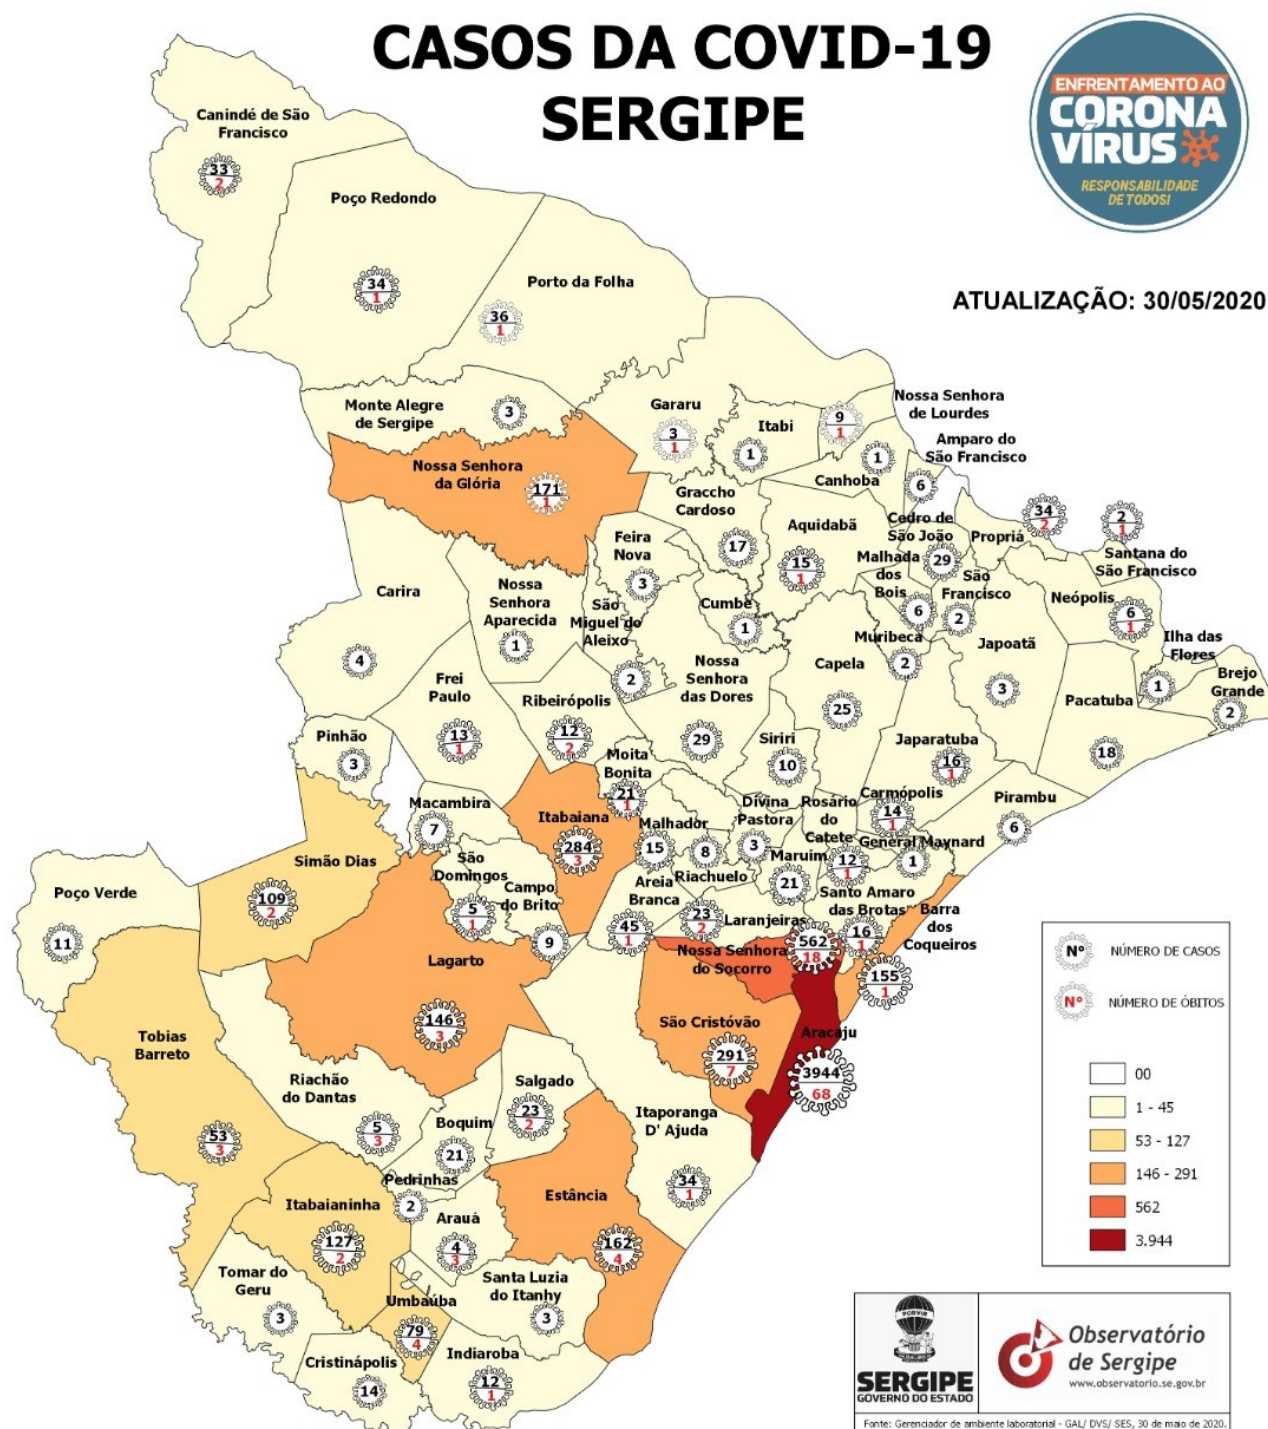 CASOS DA COVID-19
SERGIPE
ENFRENTAMENTO AO
CORONA
VÍRUS
RESPONSABILIDADE
DE TODOS!
ATUALIZAÇÃO: 30/05/2020
Canindé de São
Francisco
33
2
Poço Redondo
34
1
Porto da Folha
36
1
Monte Alegre
de Sergipe
3
Nossa Senhora
da Glória
171
1
Gararu
3
1
Itabi
1
9
1
Nossa Senhora
de Lourdes
Canhoba
1
Amparo do
São Francisco
6
Graccho
Cardoso
17
Aquidabã
15
1
Cedro de
São João
29
Propriá
34
2
2
1
Santana do
São Francisco
Feira
Nova
3
Malhada
dos
Bois
6
São
Francisco
2
Neópolis
6
1
Ilha das
Flores
1
Brejo
Grande
2
Carira
4
Nossa
Senhora
Aparecida
1
São
Miguel do
Aleixo
2
Cumbe
1
Nossa
Senhora
das Dores
29
Capela
25
Muribeca
2
Japoatã
3
Pacatuba
18
Frei
Paulo
13
1
Ribeirópolis
12
2
Pinhão
3
Moita
Bonita
21
1
Siriri
10
Japaratuba
16
1
Pirambu
6
Macambira
7
Itabaiana
284
3
Malhador
15
Divina
Pastora
3
Rosário
do
Catete
12
1
Carmópolis
14
1
General Maynard
1
Riachuelo
8
Maruim
21
Simão Dias
109
2
São
Domingos
5
1
Campo
do Brito
9
Areia
Branca
45
1
Laranjeiras
23
2
Santo Amaro
das Brotas
16
1
Barra
dos
Coqueiros
155
1
Poço Verde
11
Lagarto
146
3
Nossa Senhora
do Socorro
562
18
São Cristóvão
291
7
Aracaju
3944
68
Tobias
Barreto
53
3
Riachão
do Dantas
5
3
Boquim
21
Salgado
23
2
Itaporanga
D' Ajuda
34
1
Pedrinhas
2
Itabaianinha
127
2
Arauá
4
3
Estância
162
4
Tomar do
Geru
3
Umbaúba
79
4
Santa Luzia
do Itanhy
3
Cristinápolis
14
Indiaroba
12
1
Nº NÚMERO DE CASOS
Nº NÚMERO DE ÓBITOS
00
1 - 45
53 - 127
146 - 291
562
3.944
SERGIPE
GOVERNO DO ESTADO
Observatório
de Sergipe
www.observatorio.se.gov.br
Fonte: Gerenciador de ambiente laboratorial - GAL/ DVS/ SES, 30 de maio de 2020.